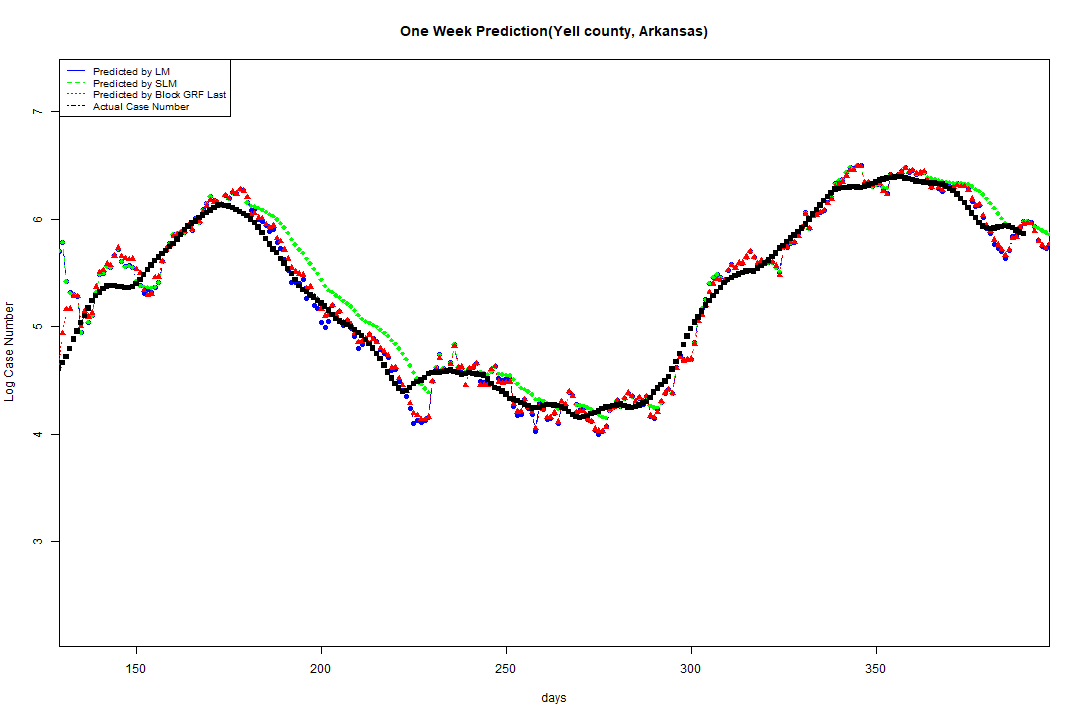 One Week Prediction(Yell county, Arkansas)
Predicted by LM
Predicted by SLM
Predicted by Block GRF Last
Actual Case Number
7
6
5
4
3
Log Case Number
150 200 250 300 350
days